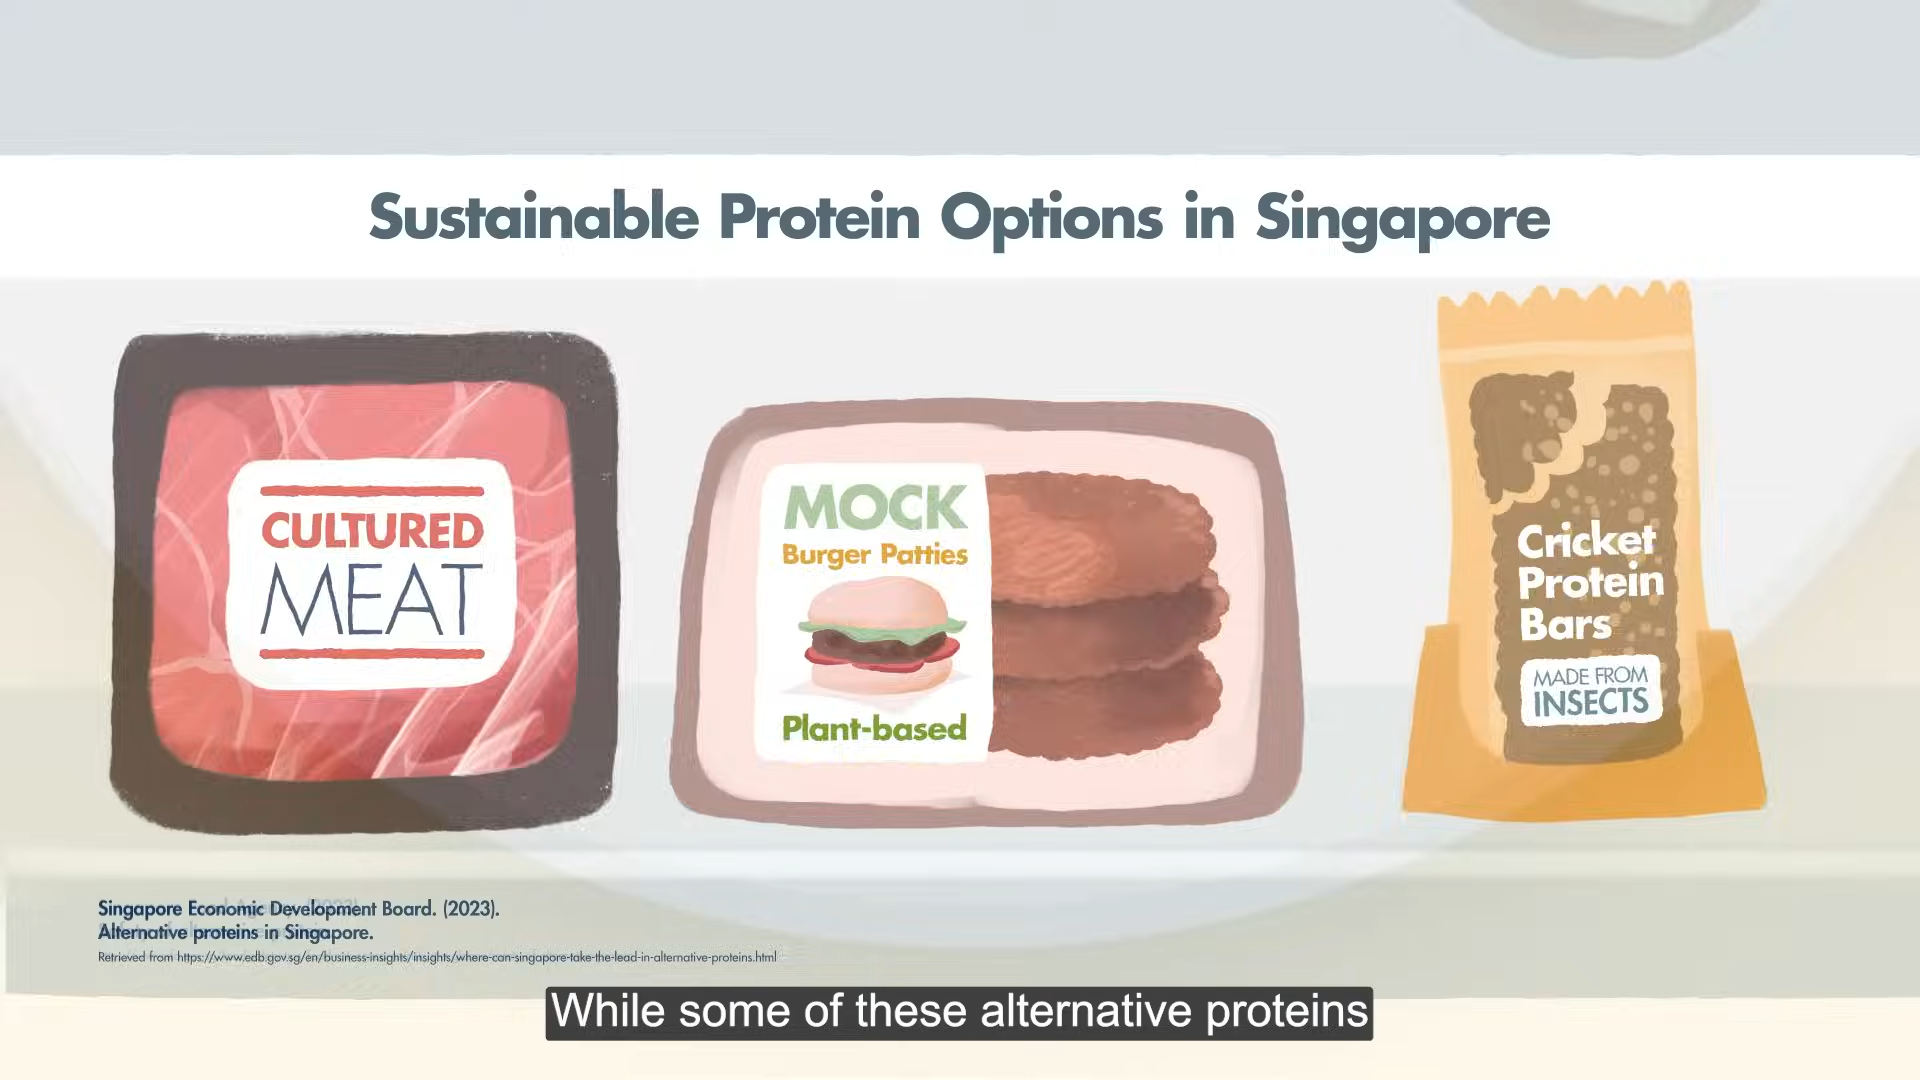 Sustainable Protein Options in Singapore
CULTURED
MEAT
MOCK
Burger Patties
Plant-based
Cricket
Protein
Bars
MADE FROM
INSECTS
Singapore Economic Development Board. (2023).
Alternative proteins in Singapore.
Retrieved from https://www.edb.gov.sg/en/business-insights/insights/where-can-singapore-take-the-lead-in-alternative-proteins.html
While some of these alternative proteins